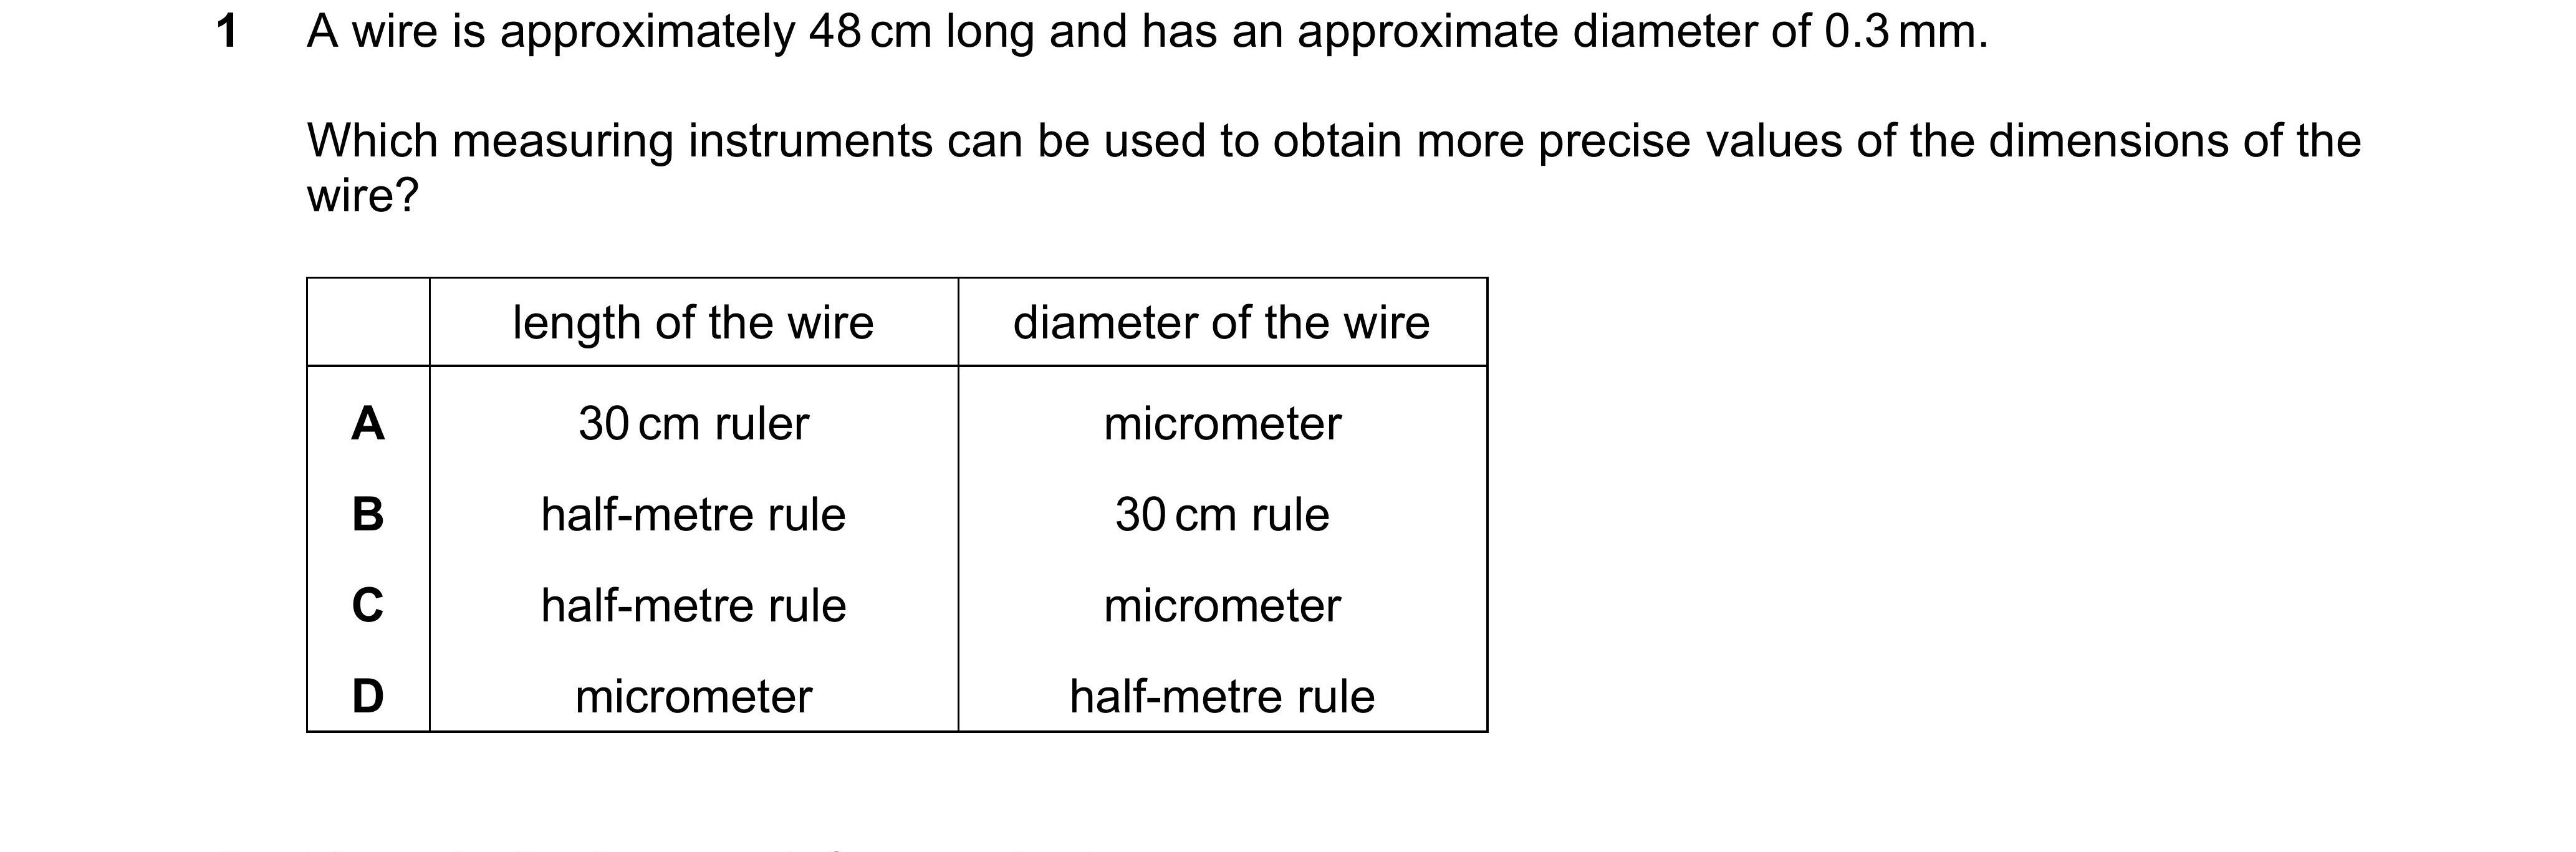 1 A wire is approximately 48 cm long and has an approximate diameter of 0.3 mm.
Which measuring instruments can be used to obtain more precise values of the dimensions of the
wire?
length of the wire diameter of the wire
A 30 cm ruler micrometer
B half-metre rule 30 cm rule
C half-metre rule micrometer
D micrometer half-metre rule